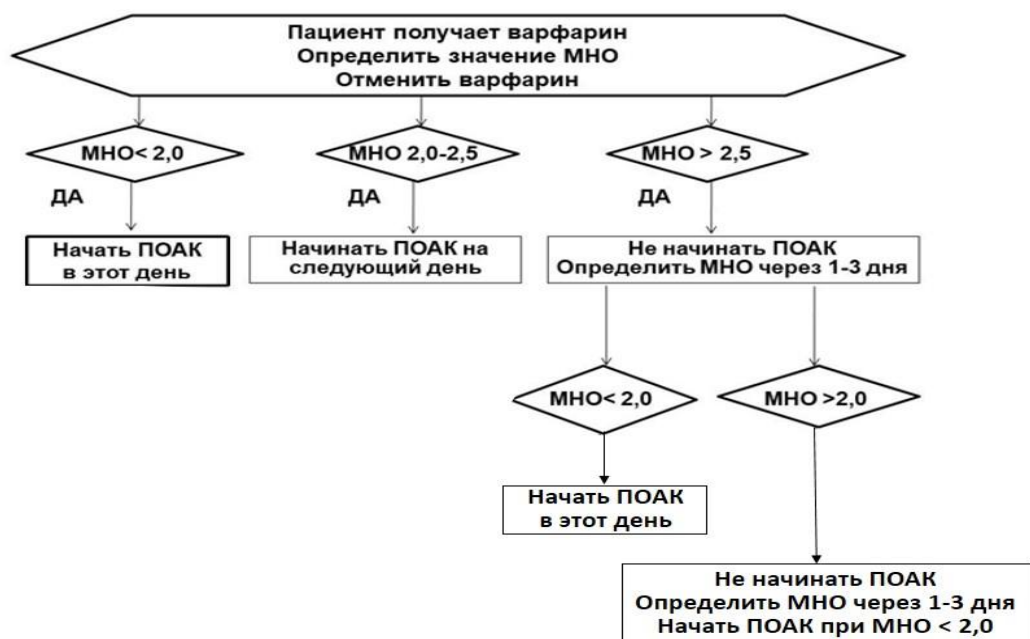 Пациент получает варфарин
Определить значение МНО
Отменить варфарин
МНО< 2,0
МНО 2,0-2,5
МНО > 2,5
ДА
ДА
ДА
Начать ПОАК
в этот день
Начинать ПОАК на
следующий день
Не начинать ПОАК
Определить МНО через 1-3 дня
МНО< 2,0
МНО >2,0
Начать ПОАК
в этот день
Не начинать ПОАК
Определить МНО через 1-3 дня
Начать ПОАК при МНО < 2,0